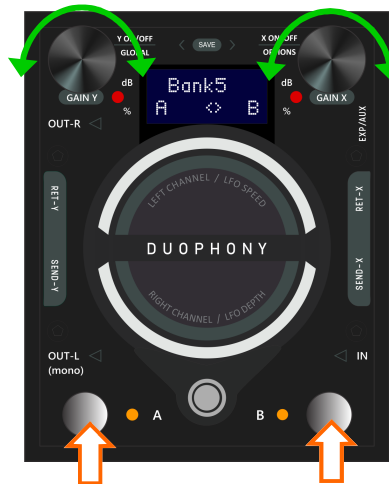 Y ON/OFF
GLOBAL
SAVE
X ON/OFF
OPTIONS
Bank5
A <> B
dB
GAIN Y
%
dB
GAIN X
%
OUT-R
EXP/AUX
LEFT CHANNEL / LFO SPEED
RET-Y
RET-X
DUOPHONY
SEND-Y
SEND-X
RIGHT CHANNEL / LFO DEPTH
OUT-L
(mono)
IN
A
B